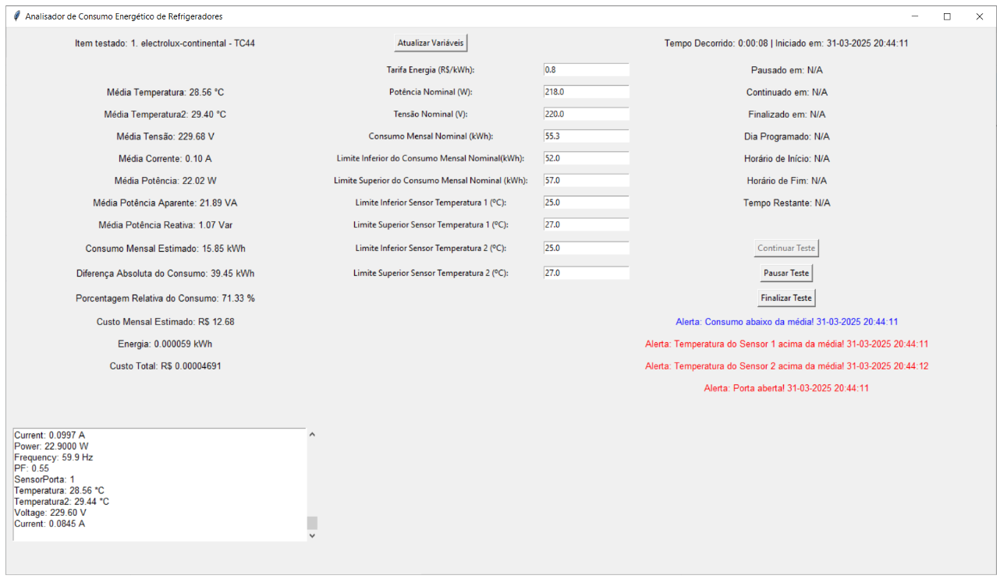 Analisador de Consumo Energético de Refrigeradores
Item testado: 1. electrolux-continental - TC44
Média Temperatura: 28.56 °C
Média Temperatura2: 29.40 °C
Média Tensão: 229.68 V
Média Corrente: 0.10 A
Média Potência: 22.02 W
Média Potência Aparente: 21.89 VA
Média Potência Reativa: 1.07 Var
Consumo Mensal Estimado: 15.85 kWh
Diferença Absoluta do Consumo: 39.45 kWh
Porcentagem Relativa do Consumo: 71.33 %
Custo Mensal Estimado: R$ 12.68
Energia: 0.000059 kWh
Custo Total: R$ 0.00004691
Atualizar Variáveis
Tarifa Energia (R$/kWh): 0.8
Potência Nominal (W): 218.0
Tensão Nominal (V): 220.0
Consumo Mensal Nominal (kWh): 55.3
Limite Inferior do Consumo Mensal Nominal(kWh): 52.0
Limite Superior do Consumo Mensal Nominal (kWh): 57.0
Limite Inferior Sensor Temperatura 1 (ºC): 25.0
Limite Superior Sensor Temperatura 1 (ºC): 27.0
Limite Inferior Sensor Temperatura 2 (ºC): 25.0
Limite Superior Sensor Temperatura 2 (ºC): 27.0
Tempo Decorrido: 0:00:08 | Iniciado em: 31-03-2025 20:44:11
Pausado em: N/A
Continuado em: N/A
Finalizado em: N/A
Dia Programado: N/A
Horário de Início: N/A
Horário de Fim: N/A
Tempo Restante: N/A
Continuar Teste
Pausar Teste
Finalizar Teste
Alerta: Consumo abaixo da média! 31-03-2025 20:44:11
Alerta: Temperatura do Sensor 1 acima da média! 31-03-2025 20:44:11
Alerta: Temperatura do Sensor 2 acima da média! 31-03-2025 20:44:12
Alerta: Porta aberta! 31-03-2025 20:44:11
Current: 0.0997 A
Power: 22.9000 W
Frequency: 59.9 Hz
PF: 0.55
SensorPorta: 1
Temperatura: 28.56 °C
Temperatura2: 29.44 °C
Voltage: 229.60 V
Current: 0.0845 A